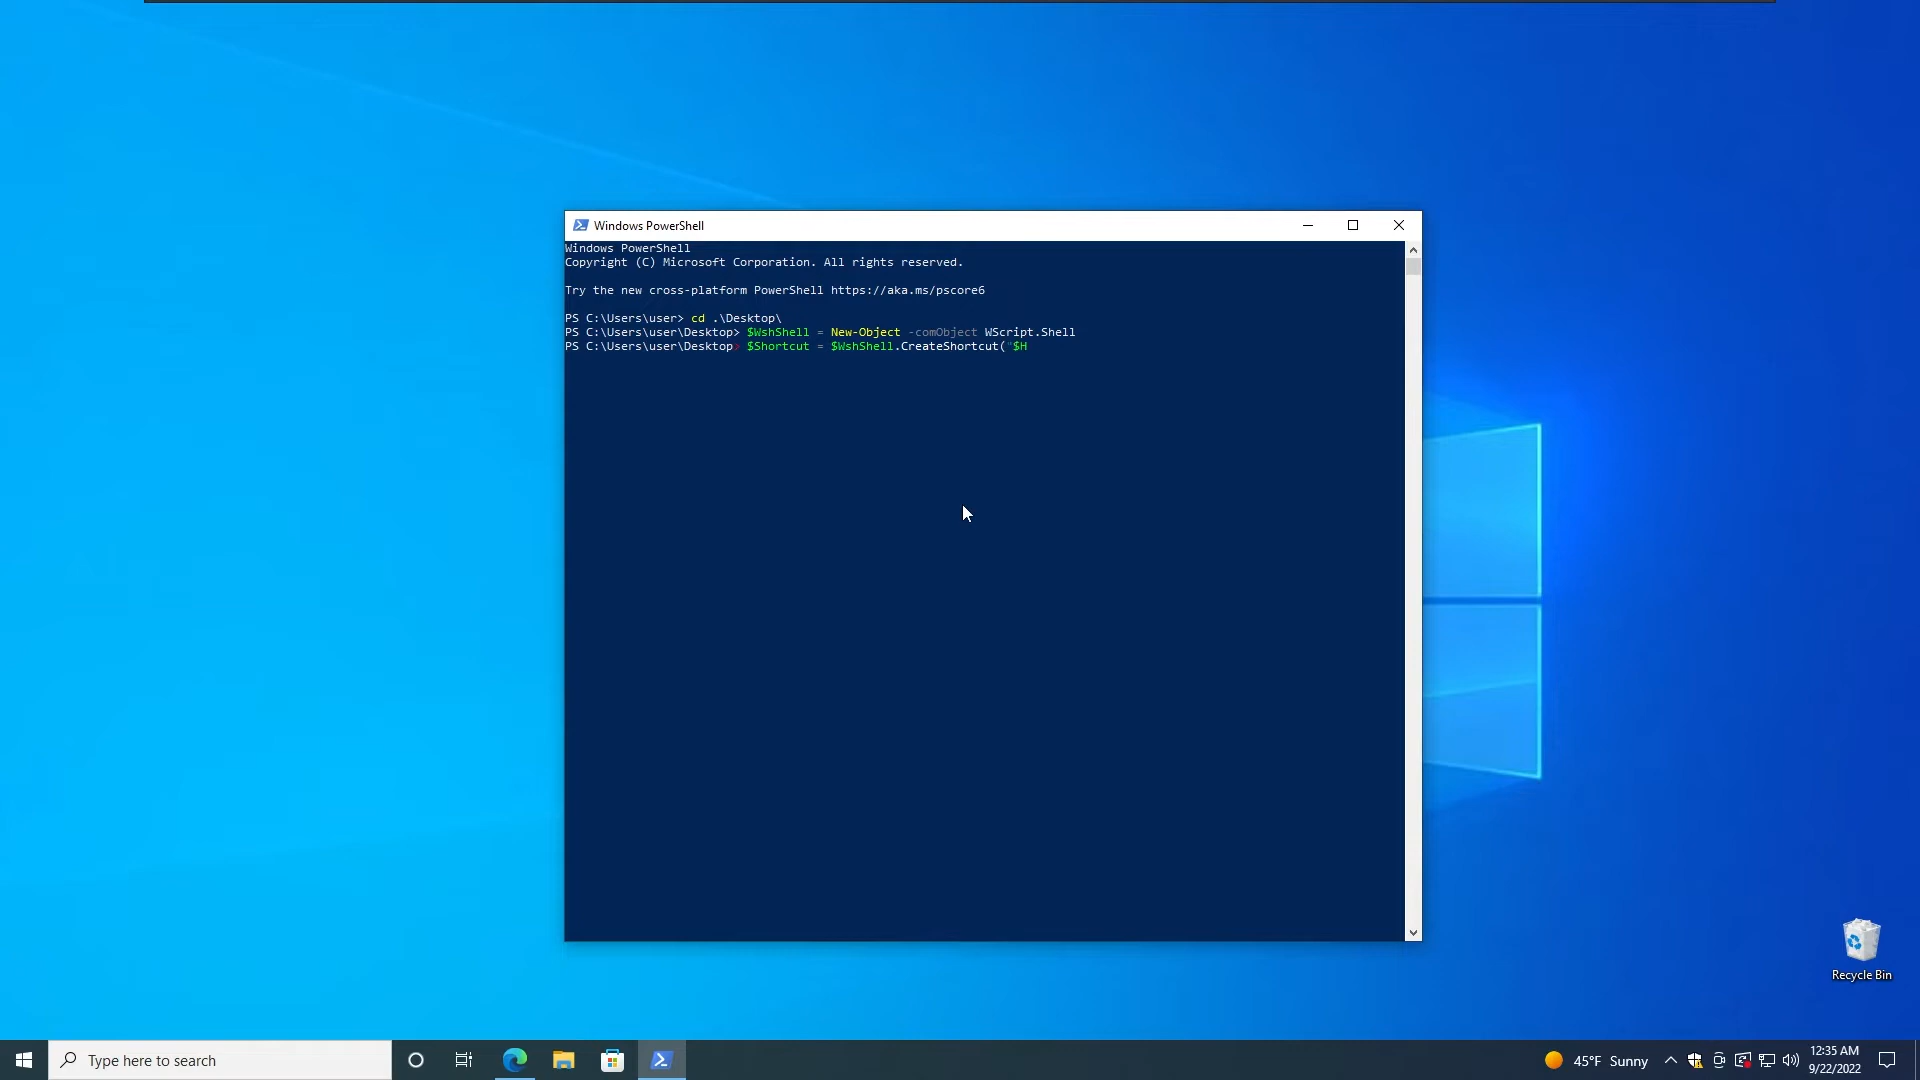 Windows PowerShell
Windows PowerShell
Copyright (C) Microsoft Corporation. All rights reserved.
Try the new cross-platform PowerShell https://aka.ms/pscore6
PS C:\Users\user> cd .\Desktop\
PS C:\Users\user\Desktop> $WshShell = New-Object -comObject WScript.Shell
PS C:\Users\user\Desktop> $Shortcut = $WshShell.CreateShortcut("$H
Recycle Bin
Type here to search
45°F Sunny
12:35 AM
9/22/2022